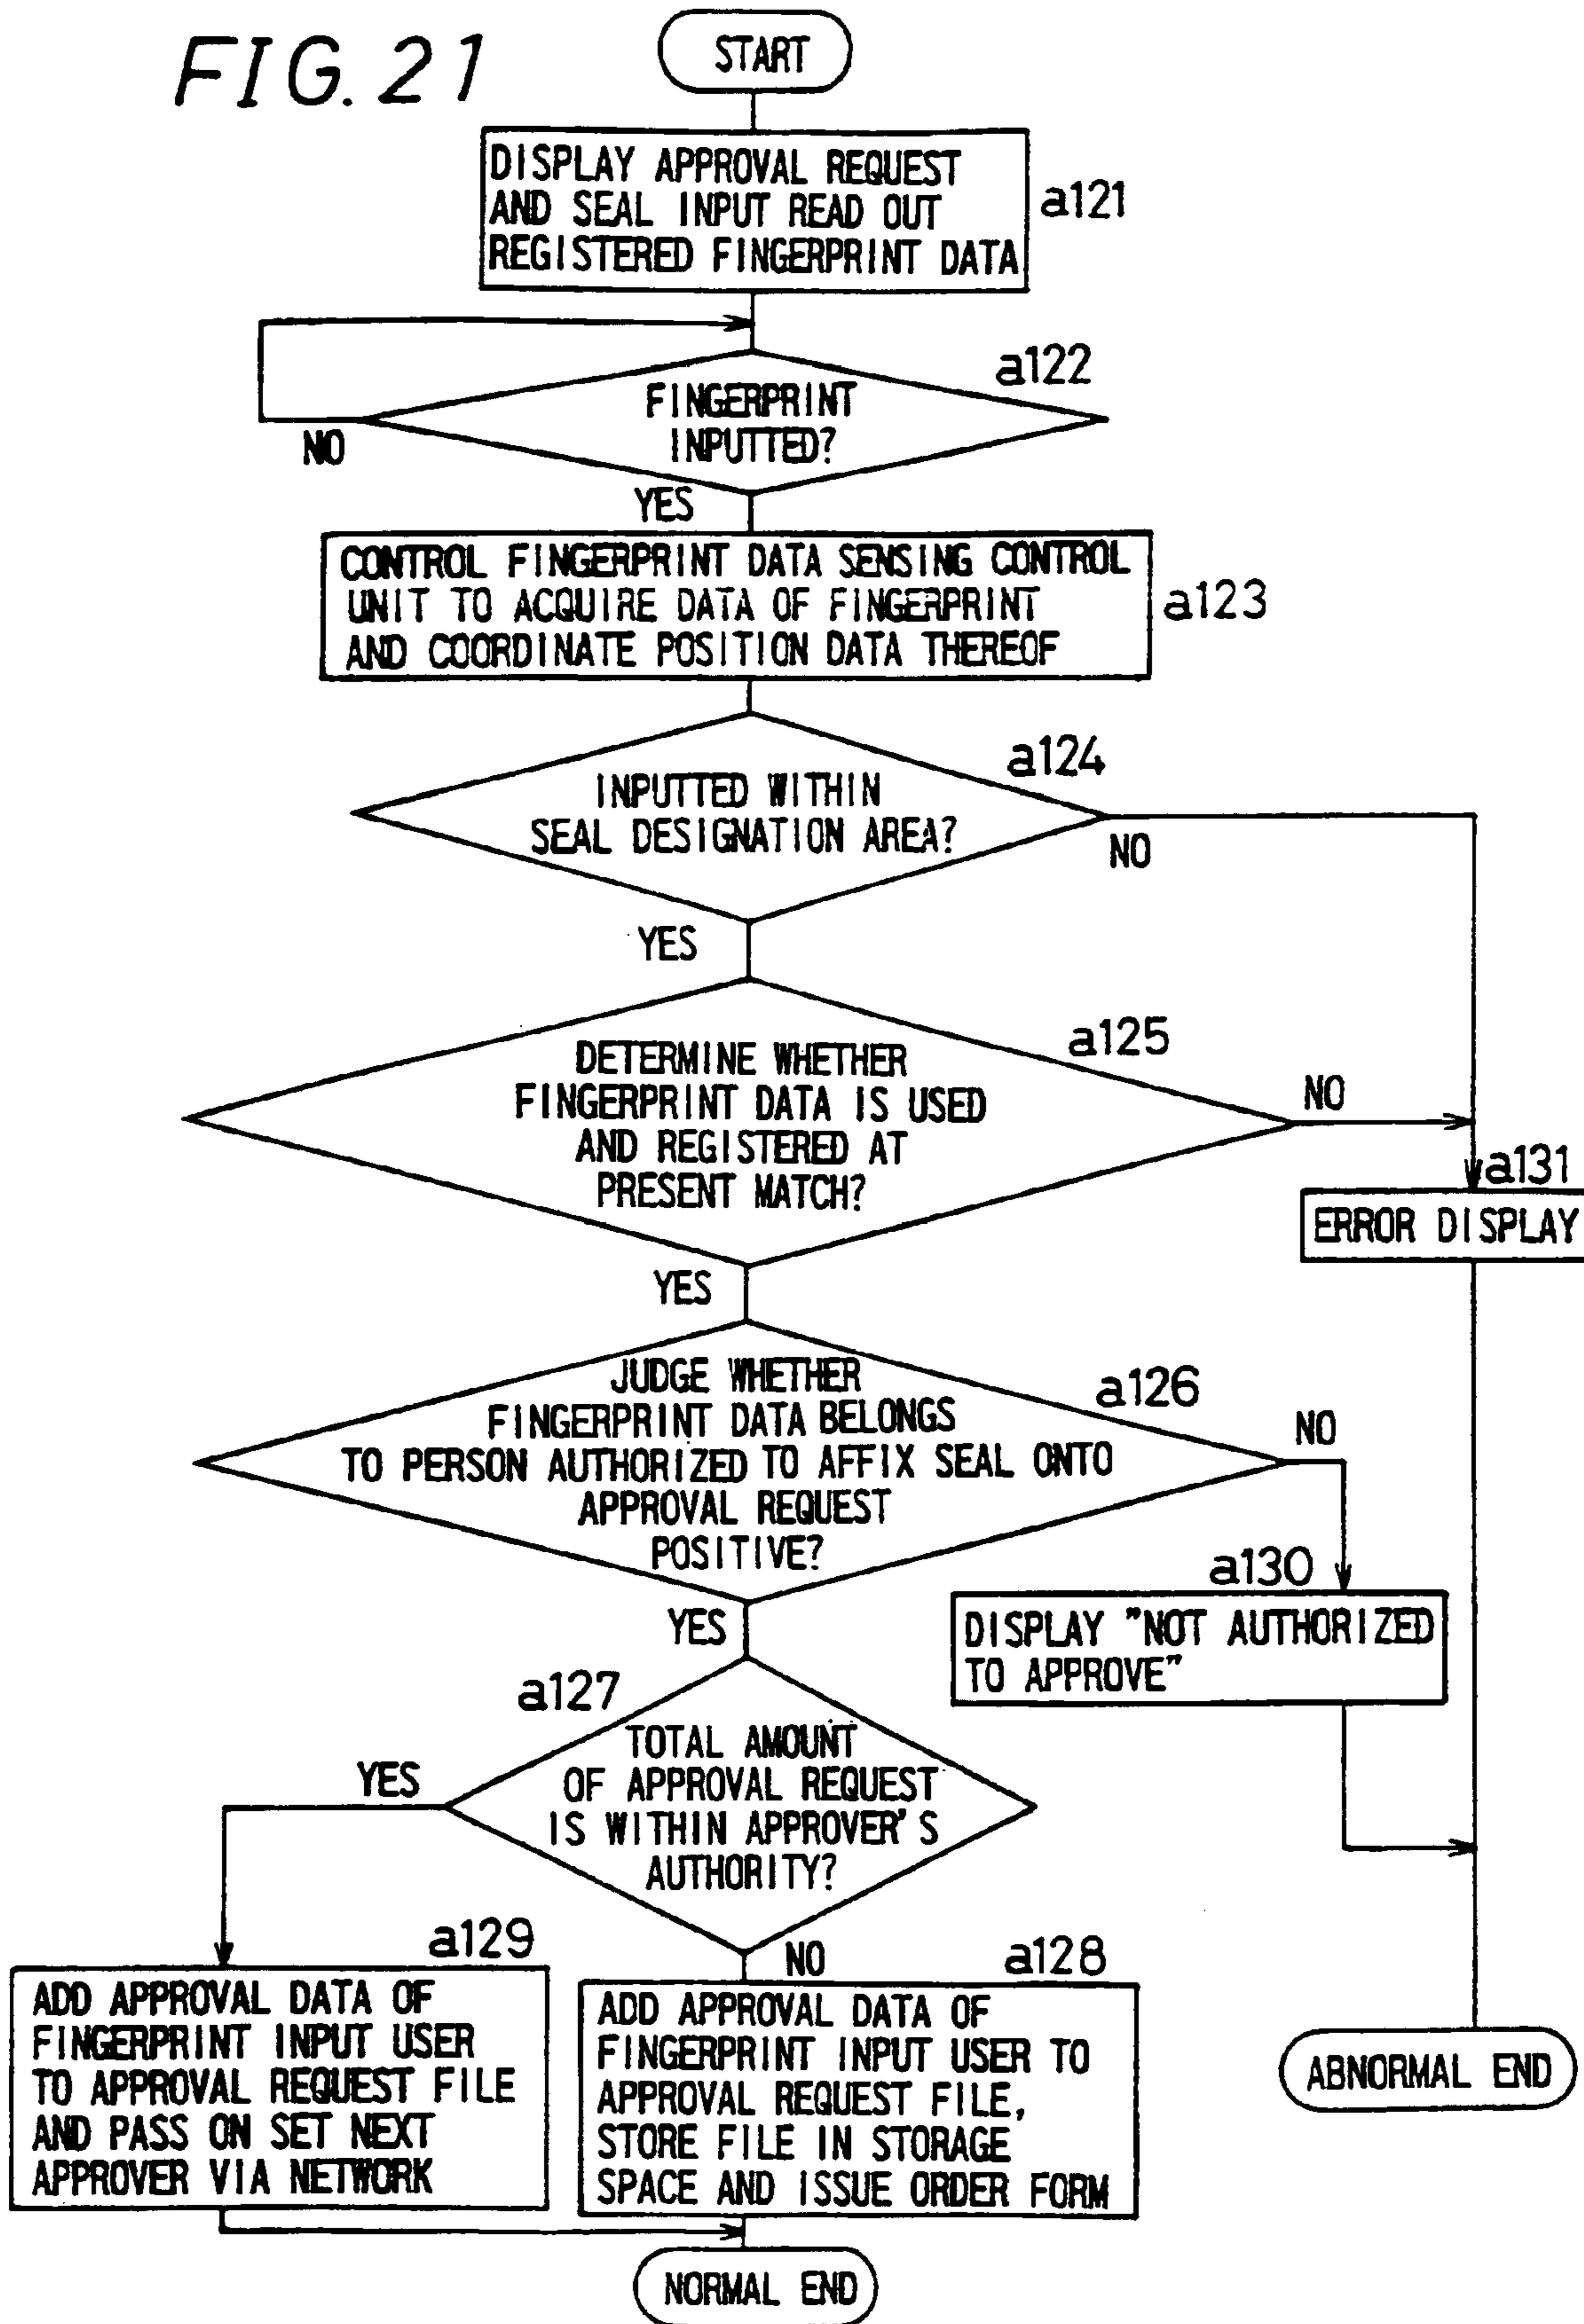 FIG. 21
START
DISPLAY APPROVAL REQUEST
AND SEAL INPUT READ OUT
REGISTERED FINGERPRINT DATA
a121
a122
FINGERPRINT
INPUTTED?
NO
YES
CONTROL FINGERPRINT DATA SENSING CONTROL
UNIT TO ACQUIRE DATA OF FINGERPRINT
AND COORDINATE POSITION DATA THEREOF
a123
a124
INPUTTED WITHIN
SEAL DESIGNATION AREA?
NO
YES
a125
DETERMINE WHETHER
FINGERPRINT DATA IS USED
AND REGISTERED AT
PRESENT MATCH?
NO
a131
ERROR DISPLAY
YES
a126
JUDGE WHETHER
FINGERPRINT DATA BELONGS
TO PERSON AUTHORIZED TO AFFIX SEAL ONTO
APPROVAL REQUEST
POSITIVE?
NO
a130
DISPLAY "NOT AUTHORIZED
TO APPROVE"
YES
a127
TOTAL AMOUNT
OF APPROVAL REQUEST
IS WITHIN APPROVER'S
AUTHORITY?
YES
NO
a129
ADD APPROVAL DATA OF
FINGERPRINT INPUT USER
TO APPROVAL REQUEST FILE
AND PASS ON SET NEXT
APPROVER VIA NETWORK
a128
ADD APPROVAL DATA OF
FINGERPRINT INPUT USER TO
APPROVAL REQUEST FILE,
STORE FILE IN STORAGE
SPACE AND ISSUE ORDER FORM
ABNORMAL END
NORMAL END